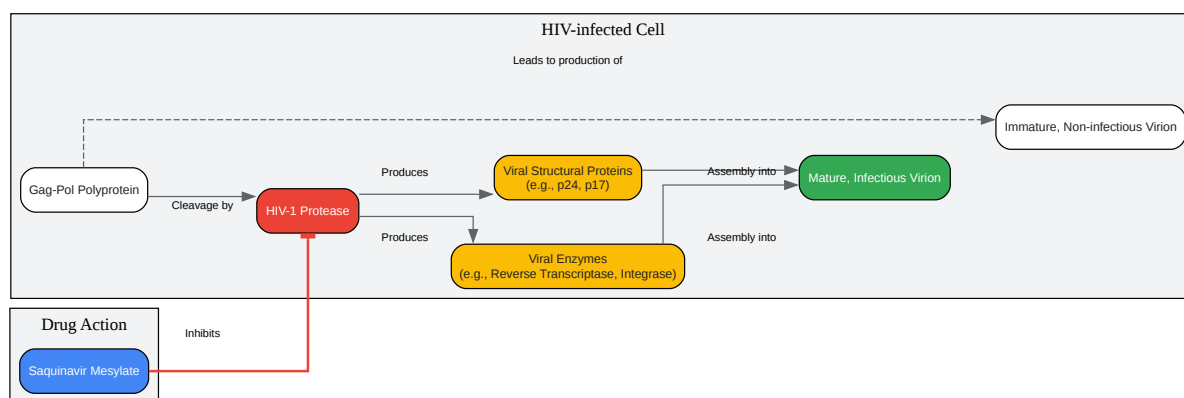 HIV-infected Cell
Leads to production of
Immature, Non-infectious Virion
Gag-Pol Polyprotein
Cleavage by
HIV-1 Protease
Produces
Viral Structural Proteins
(e.g., p24, p17)
Assembly into
Mature, Infectious Virion
Produces
Viral Enzymes
(e.g., Reverse Transcriptase, Integrase)
Assembly into
Drug Action
Inhibits
Saquinavir Mesylate